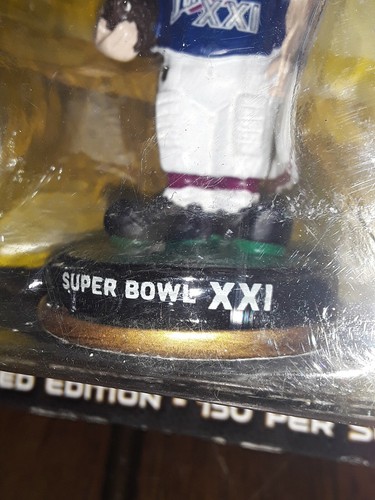 XXI
SUPER BOWL XXI
ED EDITION - 150 PER S